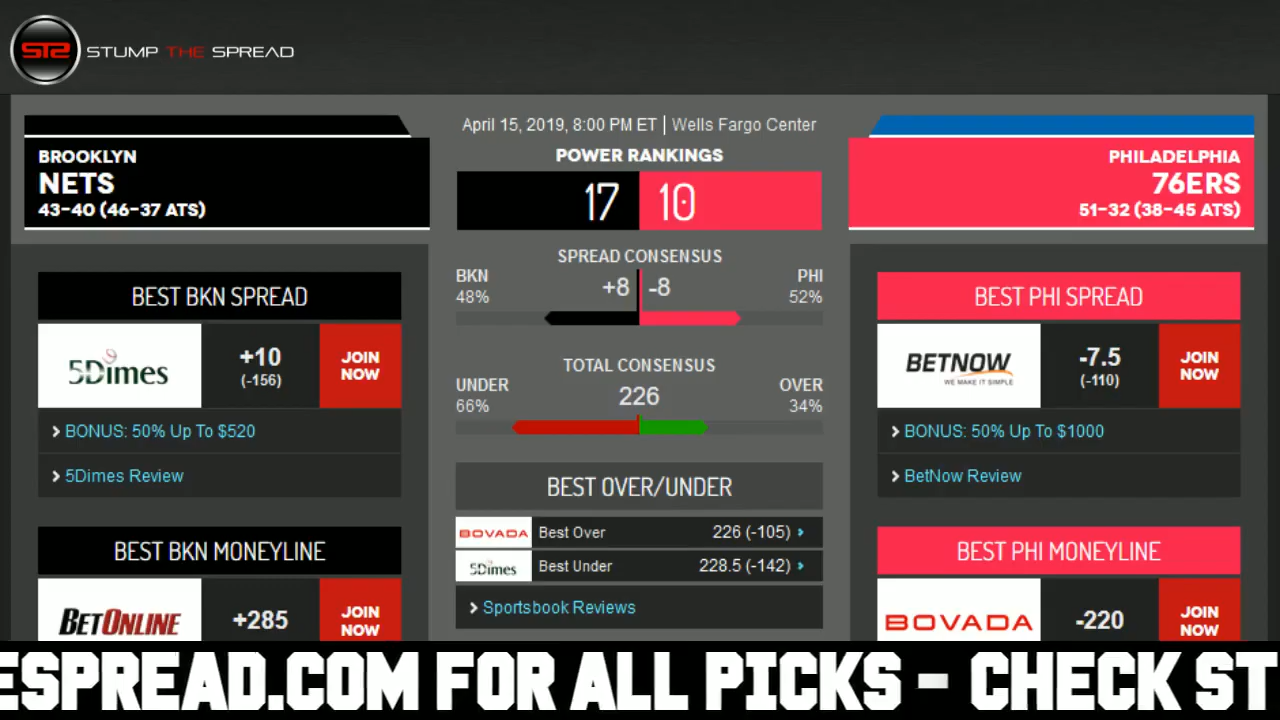 STS STUMP THE SPREAD
April 15, 2019, 8:00 PM ET | Wells Fargo Center
BROOKLYN
NETS
43-40 (46-37 ATS)
POWER RANKINGS
17 10
PHILADELPHIA
76ERS
51-32 (38-45 ATS)
SPREAD CONSENSUS
BKN
48%
+8 -8
PHI
52%
TOTAL CONSENSUS
UNDER
66%
226
OVER
34%
BEST OVER/UNDER
BOVADA Best Over 226 (-105) ›
5Dimes Best Under 228.5 (-142) ›
› Sportsbook Reviews
BEST BKN SPREAD
5Dimes
+10
(-156)
JOIN
NOW
› BONUS: 50% Up To $520
› 5Dimes Review
BEST BKN MONEYLINE
BETONLINE
+285
JOIN
NOW
BEST PHI SPREAD
BETNOW
WE MAKE IT SIMPLE
-7.5
(-110)
JOIN
NOW
› BONUS: 50% Up To $1000
› BetNow Review
BEST PHI MONEYLINE
BOVADA
-220
JOIN
NOW
ESPREAD.COM FOR ALL PICKS - CHECK ST